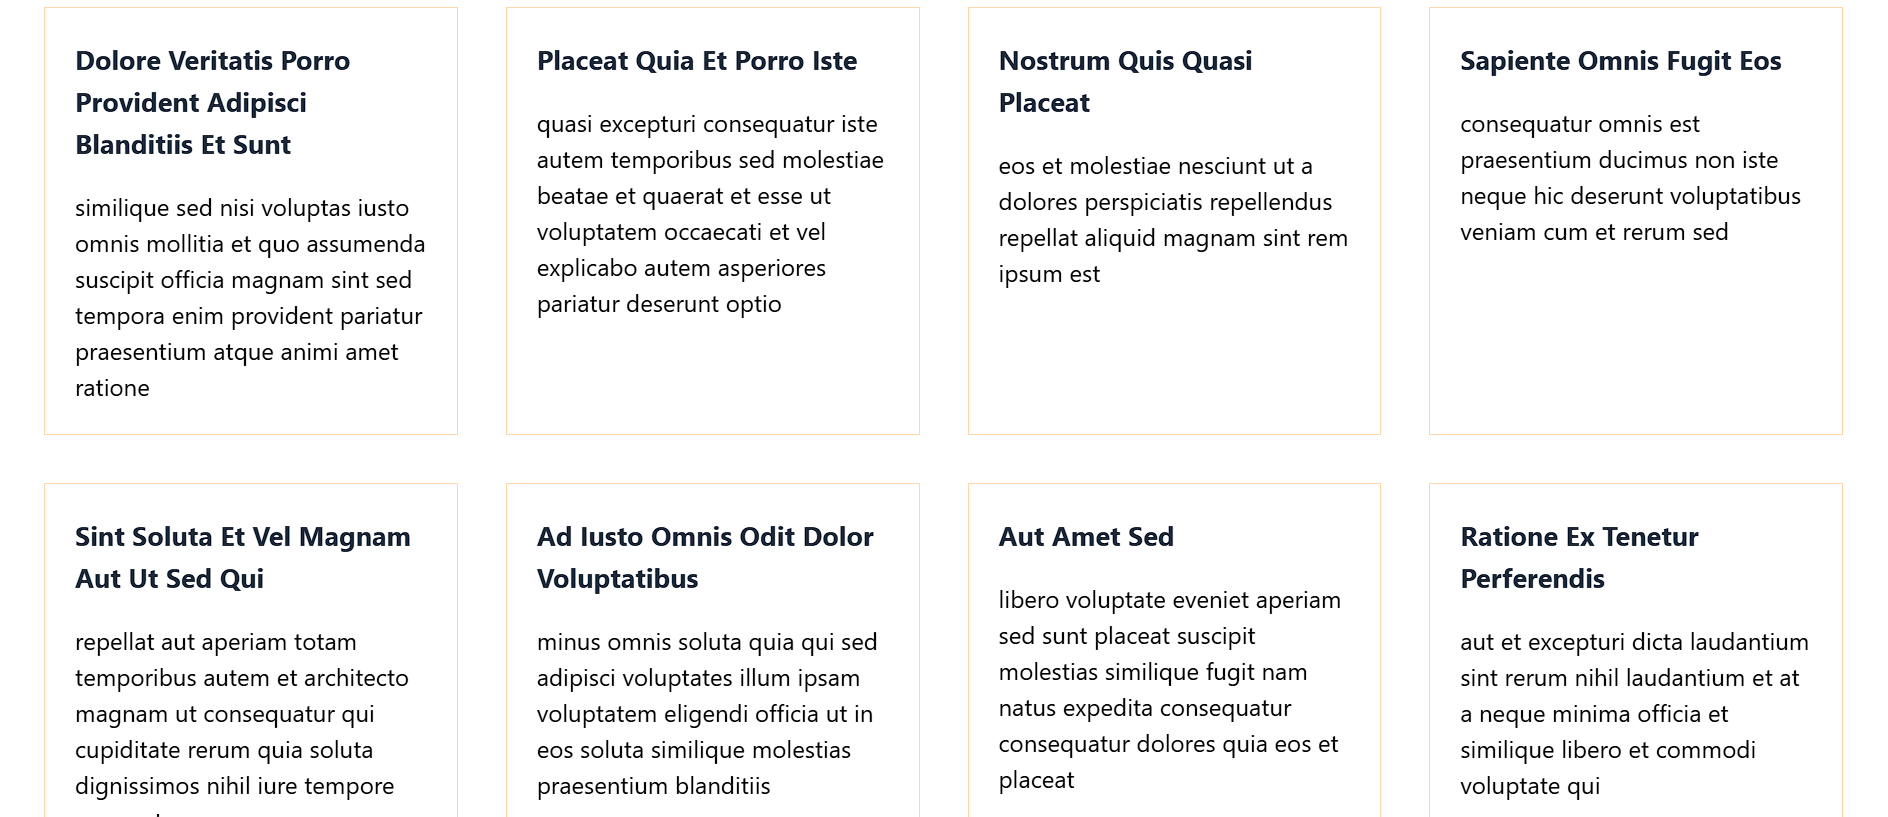 Dolore Veritatis Porro
Provident Adipisci
Blanditiis Et Sunt
similique sed nisi voluptas iusto
omnis mollitia et quo assumenda
suscipit officia magnam sint sed
tempora enim provident pariatur
praesentium atque animi amet
ratione
Placeat Quia Et Porro Iste
quasi excepturi consequatur iste
autem temporibus sed molestiae
beatae et quaerat et esse ut
voluptatem occaecati et vel
explicabo autem asperiores
pariatur deserunt optio
Nostrum Quis Quasi
Placeat
eos et molestiae nesciunt ut a
dolores perspiciatis repellendus
repellat aliquid magnam sint rem
ipsum est
Sapiente Omnis Fugit Eos
consequatur omnis est
praesentium ducimus non iste
neque hic deserunt voluptatibus
veniam cum et rerum sed
Sint Soluta Et Vel Magnam
Aut Ut Sed Qui
repellat aut aperiam totam
temporibus autem et architecto
magnam ut consequatur qui
cupiditate rerum quia soluta
dignissimos nihil iure tempore
Ad Iusto Omnis Odit Dolor
Voluptatibus
minus omnis soluta quia qui sed
adipisci voluptates illum ipsam
voluptatem eligendi officia ut in
eos soluta similique molestias
praesentium blanditiis
Aut Amet Sed
libero voluptate eveniet aperiam
sed sunt placeat suscipit
molestias similique fugit nam
natus expedita consequatur
consequatur dolores quia eos et
placeat
Ratione Ex Tenetur
Perferendis
aut et excepturi dicta laudantium
sint rerum nihil laudantium et at
a neque minima officia et
similique libero et commodi
voluptate qui